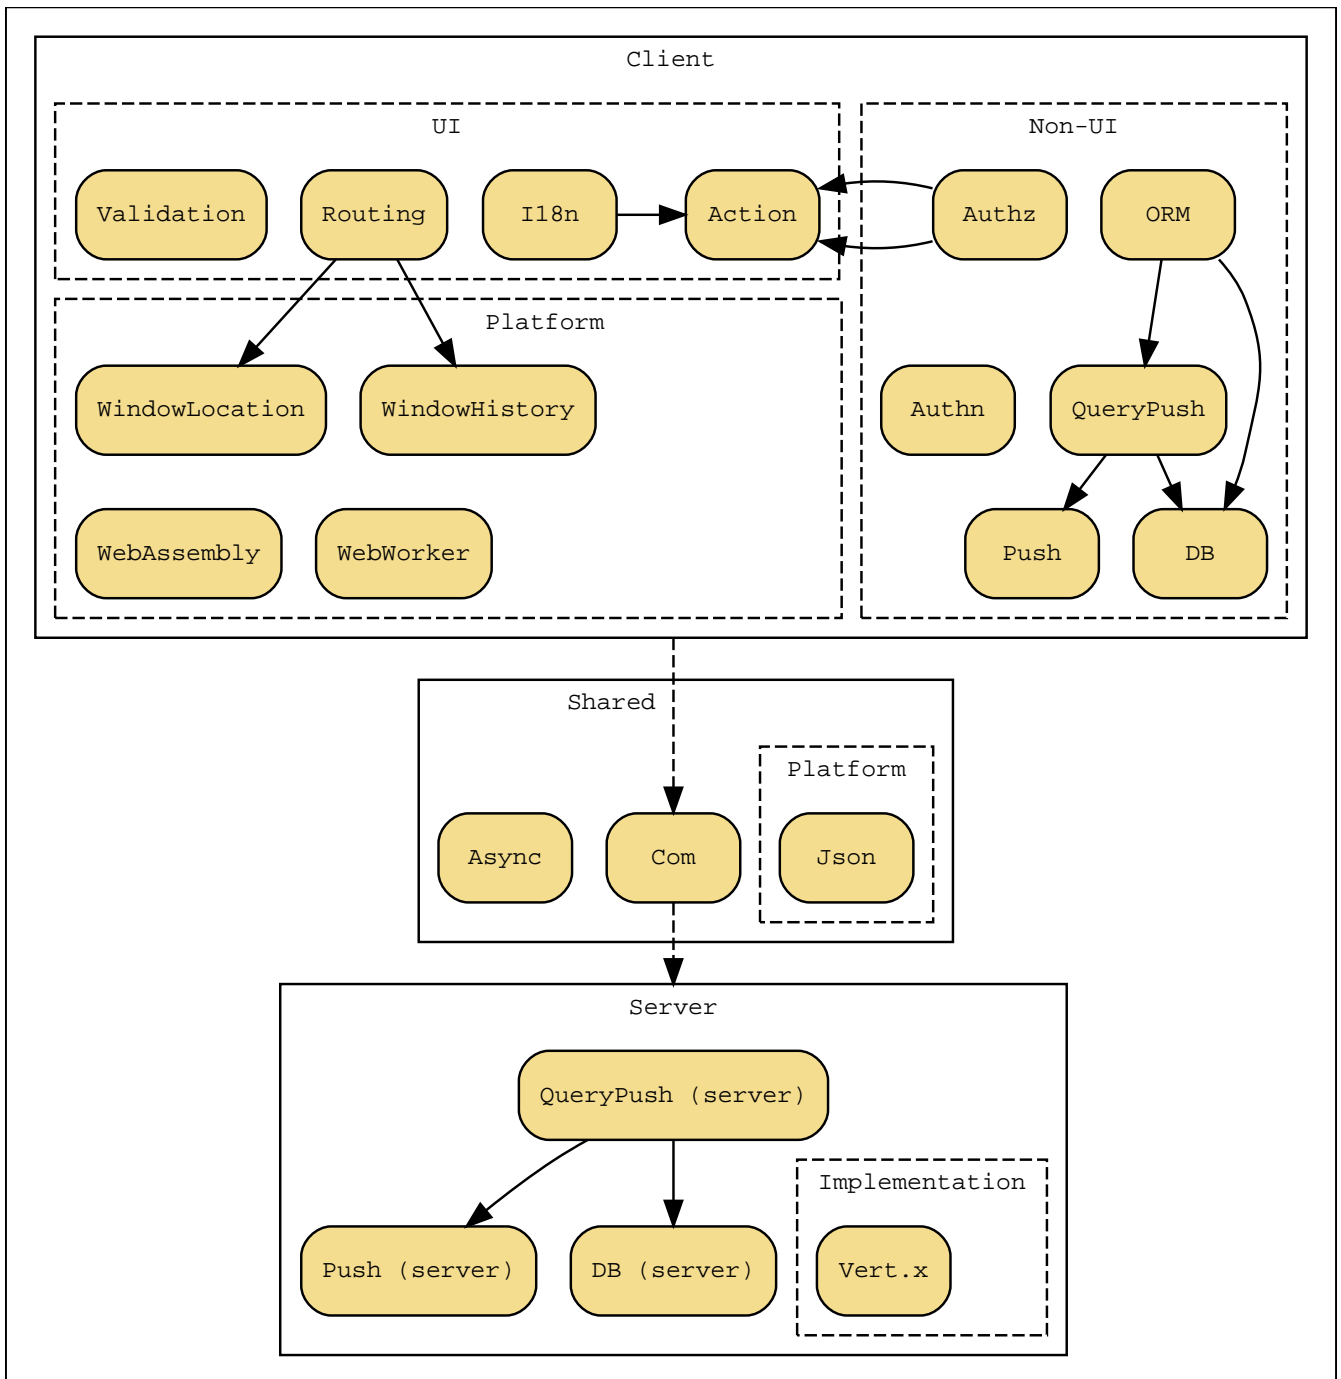 Client
UI
Non-UI
Validation
Routing
I18n
Action
Authz
ORM
Platform
WindowLocation
WindowHistory
Authn
QueryPush
WebAssembly
WebWorker
Push
DB
Shared
Platform
Async
Com
Json
Server
QueryPush (server)
Implementation
Push (server)
DB (server)
Vert.x